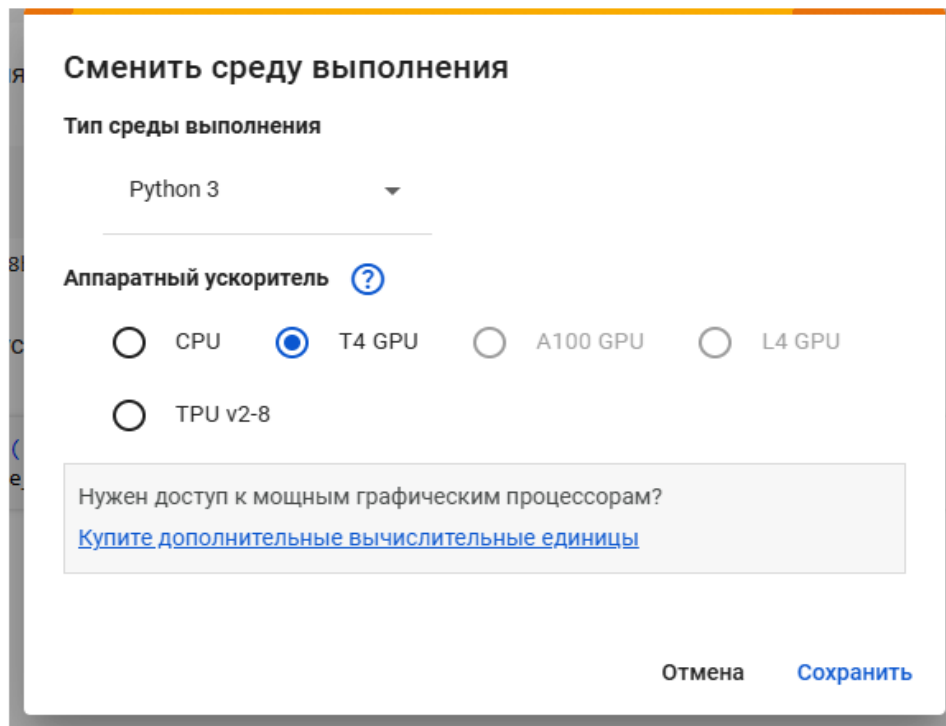 Сменить среду выполнения
Тип среды выполнения
Python 3
Аппаратный ускоритель ?
CPU T4 GPU A100 GPU L4 GPU
TPU v2-8
Нужен доступ к мощным графическим процессорам?
Купите дополнительные вычислительные единицы
Отмена Сохранить